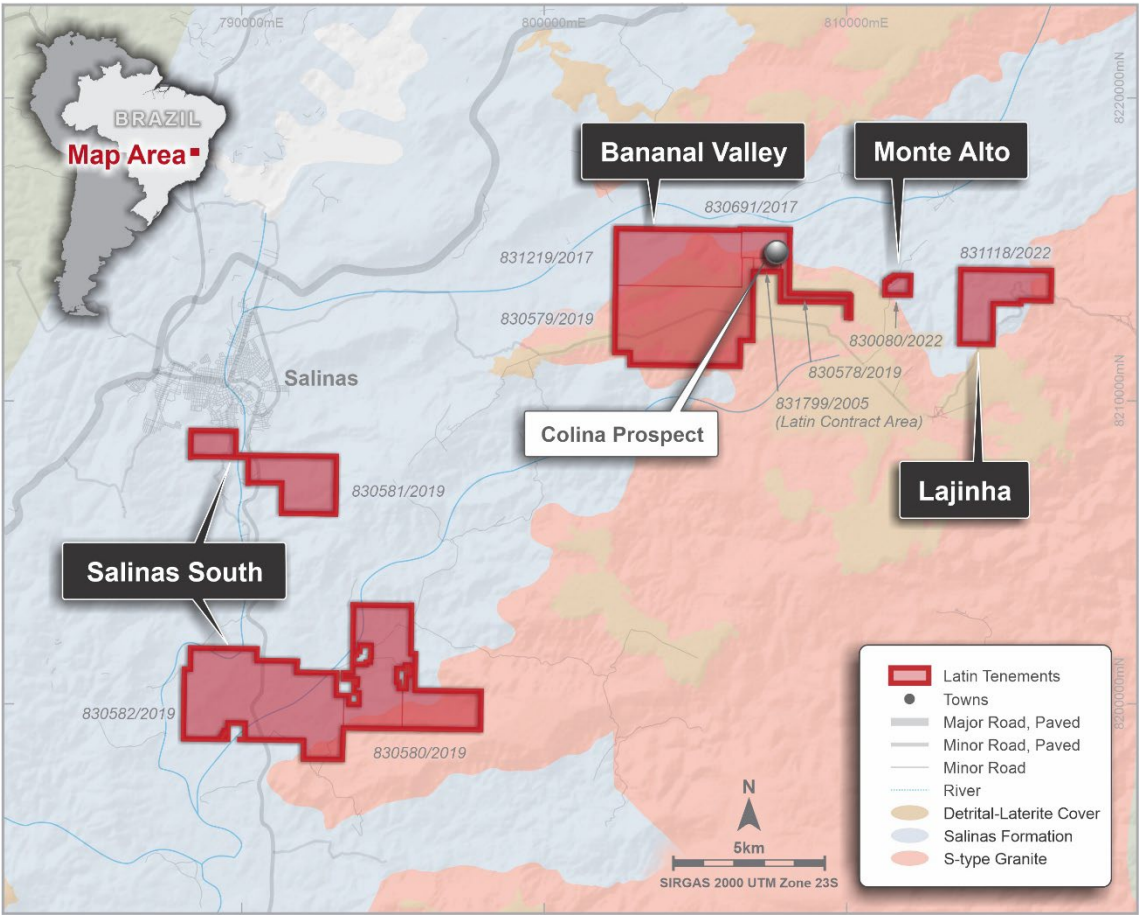 790000mE
800000mE
810000mE
8220000mN
8210000mN
8200000mN
BRAZIL
Map Area
Bananal Valley
Monte Alto
830691/2017
831219/2017
831118/2022
830579/2019
830080/2022
830578/2019
831799/2005
(Latin Contract Area)
Salinas
Colina Prospect
Lajinha
830581/2019
Salinas South
830582/2019
830580/2019
Latin Tenements
Towns
Major Road, Paved
Minor Road, Paved
Minor Road
River
Detrital-Laterite Cover
Salinas Formation
S-type Granite
N
5km
SIRGAS 2000 UTM Zone 23S